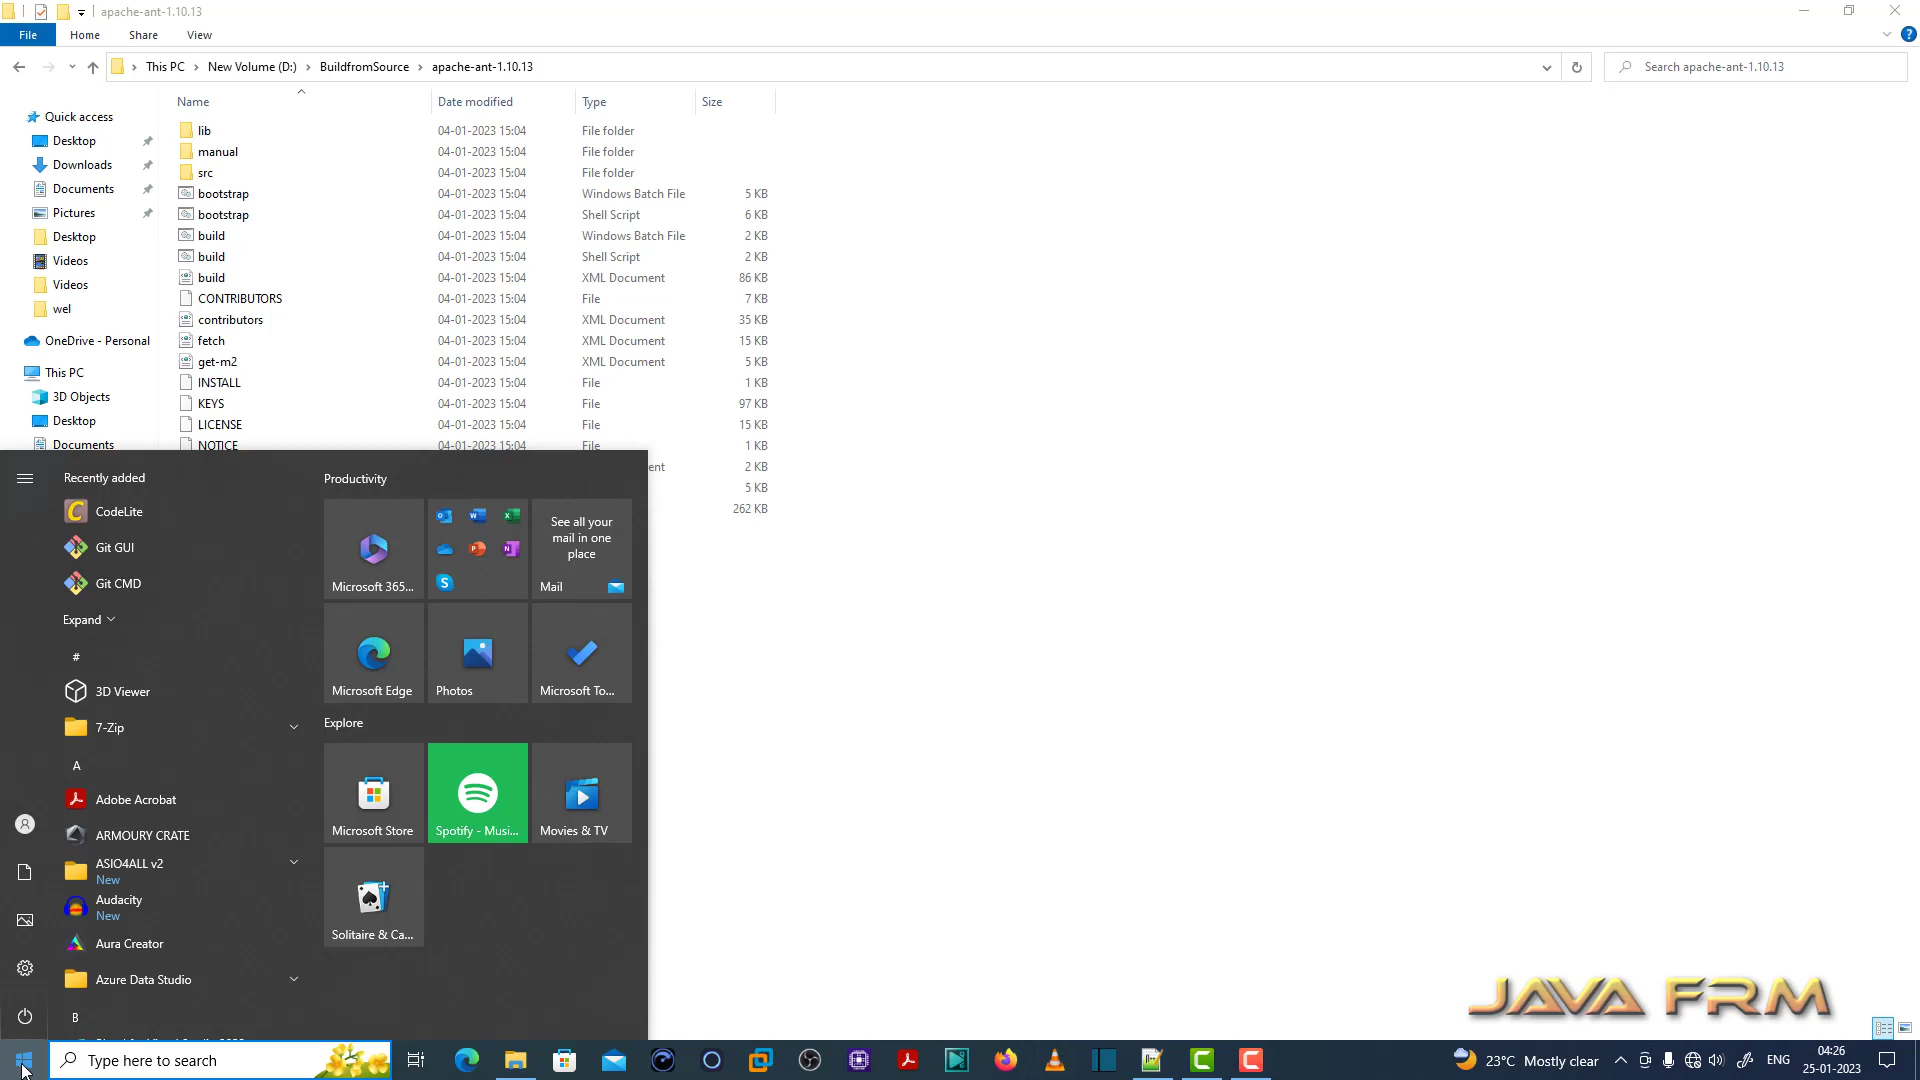 apache-ant-1.10.13
File Home Share View
This PC New Volume (D:) BuildfromSource apache-ant-1.10.13
Search apache-ant-1.10.13
Name Date modified Type Size
Quick access
Desktop
Downloads
Documents
Pictures
Desktop
Videos
Videos
wel
OneDrive - Personal
This PC
3D Objects
Desktop
Documents
lib 04-01-2023 15:04 File folder
manual 04-01-2023 15:04 File folder
src 04-01-2023 15:04 File folder
bootstrap 04-01-2023 15:04 Windows Batch File 5 KB
bootstrap 04-01-2023 15:04 Shell Script 6 KB
build 04-01-2023 15:04 Windows Batch File 2 KB
build 04-01-2023 15:04 Shell Script 2 KB
build 04-01-2023 15:04 XML Document 86 KB
CONTRIBUTORS 04-01-2023 15:04 File 7 KB
contributors 04-01-2023 15:04 XML Document 35 KB
fetch 04-01-2023 15:04 XML Document 15 KB
get-m2 04-01-2023 15:04 XML Document 5 KB
INSTALL 04-01-2023 15:04 File 1 KB
KEYS 04-01-2023 15:04 File 97 KB
LICENSE 04-01-2023 15:04 File 15 KB
NOTICE 04-01-2023 15:04 File 1 KB
ent 2 KB
5 KB
262 KB
Recently added
CodeLite
Git GUI
Git CMD
Expand
#
3D Viewer
7-Zip
A
Adobe Acrobat
ARMOURY CRATE
ASIO4ALL v2
New
Audacity
New
Aura Creator
Azure Data Studio
B
Productivity
Microsoft 365...
See all your
mail in one
place
Mail
Microsoft Edge
Photos
Microsoft To...
Explore
Microsoft Store
Spotify - Musi...
Movies & TV
Solitaire & Ca...
JAVA FRM
Type here to search
23°C Mostly clear
ENG
04:26
25-01-2023